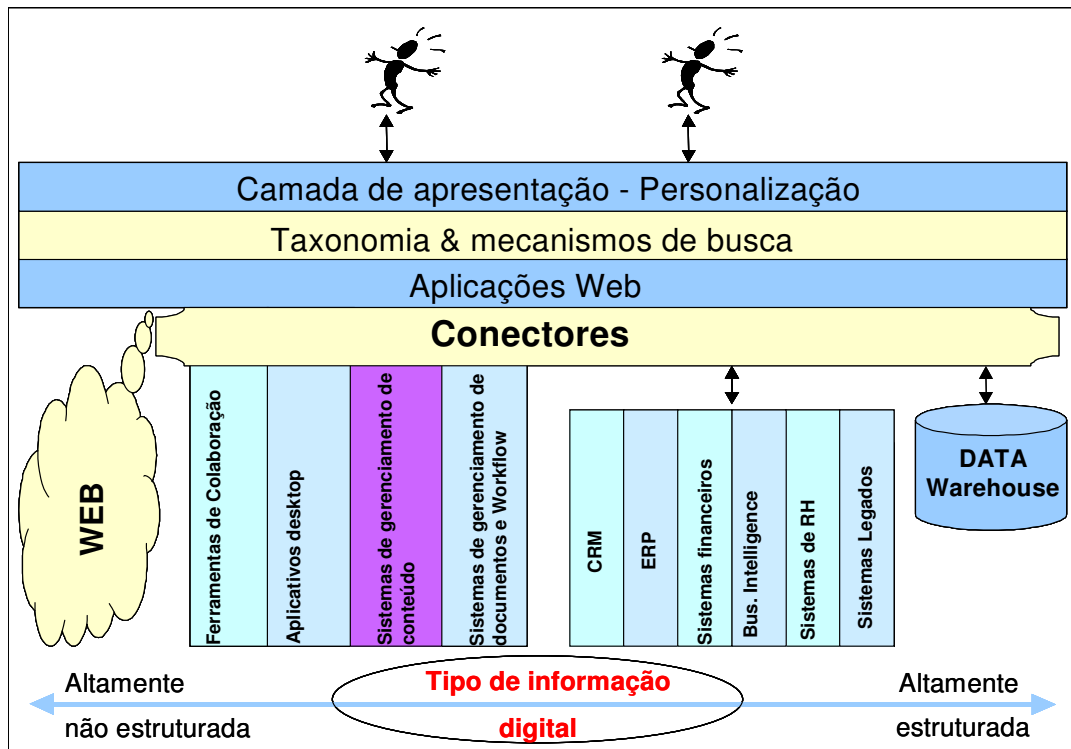 Camada de apresentação - Personalização
Taxonomia & mecanismos de busca
Aplicações Web
Conectores
WEB
Ferramentas de Colaboração
Aplicativos desktop
Sistemas de gerenciamento de
conteúdo
Sistemas de gerenciamento de
documentos e Workflow
CRM
ERP
Sistemas financeiros
Bus. Intelligence
Sistemas de RH
Sistemas Legados
DATA
Warehouse
Altamente
não estruturada
Tipo de informação
digital
Altamente
estruturada